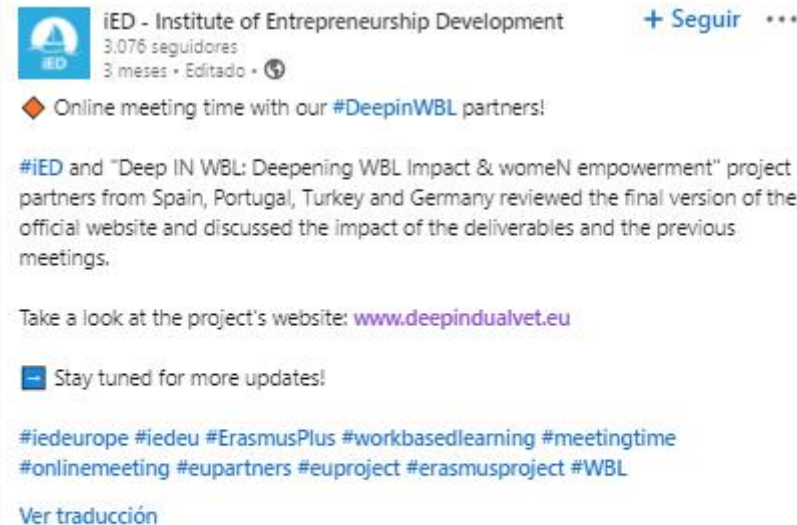 iED - Institute of Entrepreneurship Development
+ Seguir ...
3.076 seguidores
3 meses • Editado •
iED
Online meeting time with our #DeepinWBL partners!
#iED and "Deep IN WBL: Deepening WBL Impact & womeN empowerment" project
partners from Spain, Portugal, Turkey and Germany reviewed the final version of the
official website and discussed the impact of the deliverables and the previous
meetings.
Take a look at the project's website: www.deepindualvet.eu
Stay tuned for more updates!
#iedeurope #iedeu #ErasmusPlus #workbasedlearning #meetingtime
#onlinemeeting #eupartners #euproject #erasmusproject #WBL
Ver traducción